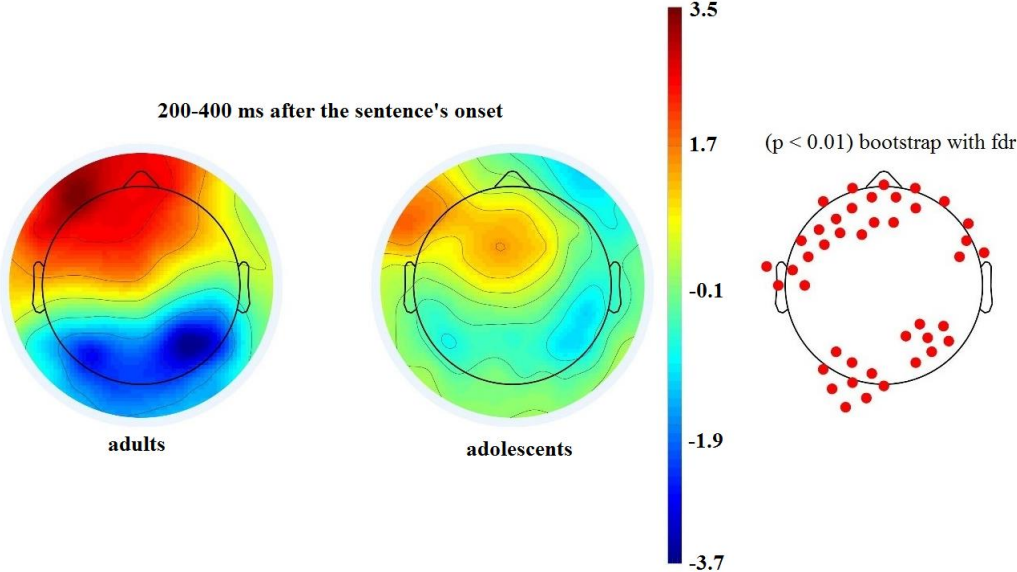 3.5
200-400 ms after the sentence's onset
1.7
(p < 0.01) bootstrap with fdr
-0.1
-1.9
adults
adolescents
-3.7